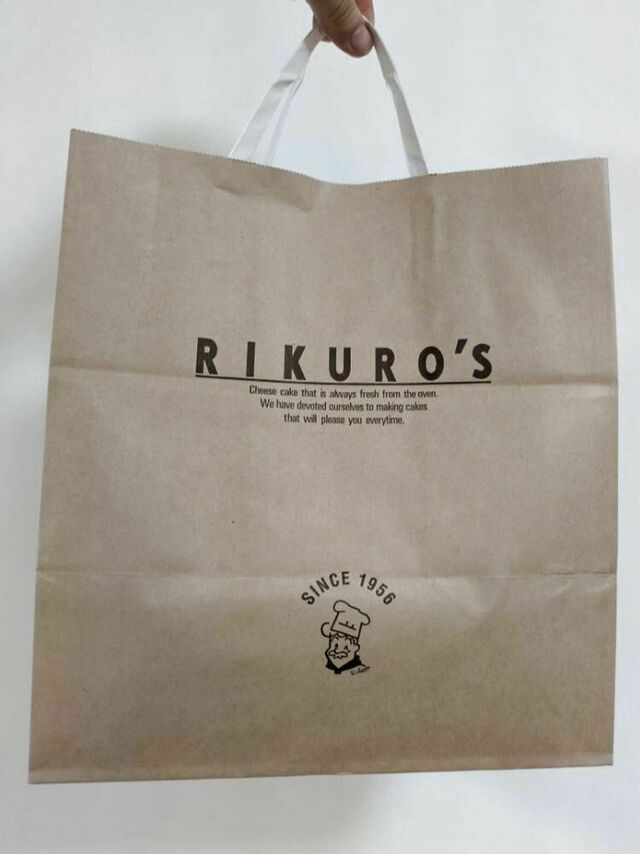 RIKURO'S
Cheese cake that is always fresh from the oven.
We have devoted ourselves to making cakes
that will please you everytime.
SINCE 1956